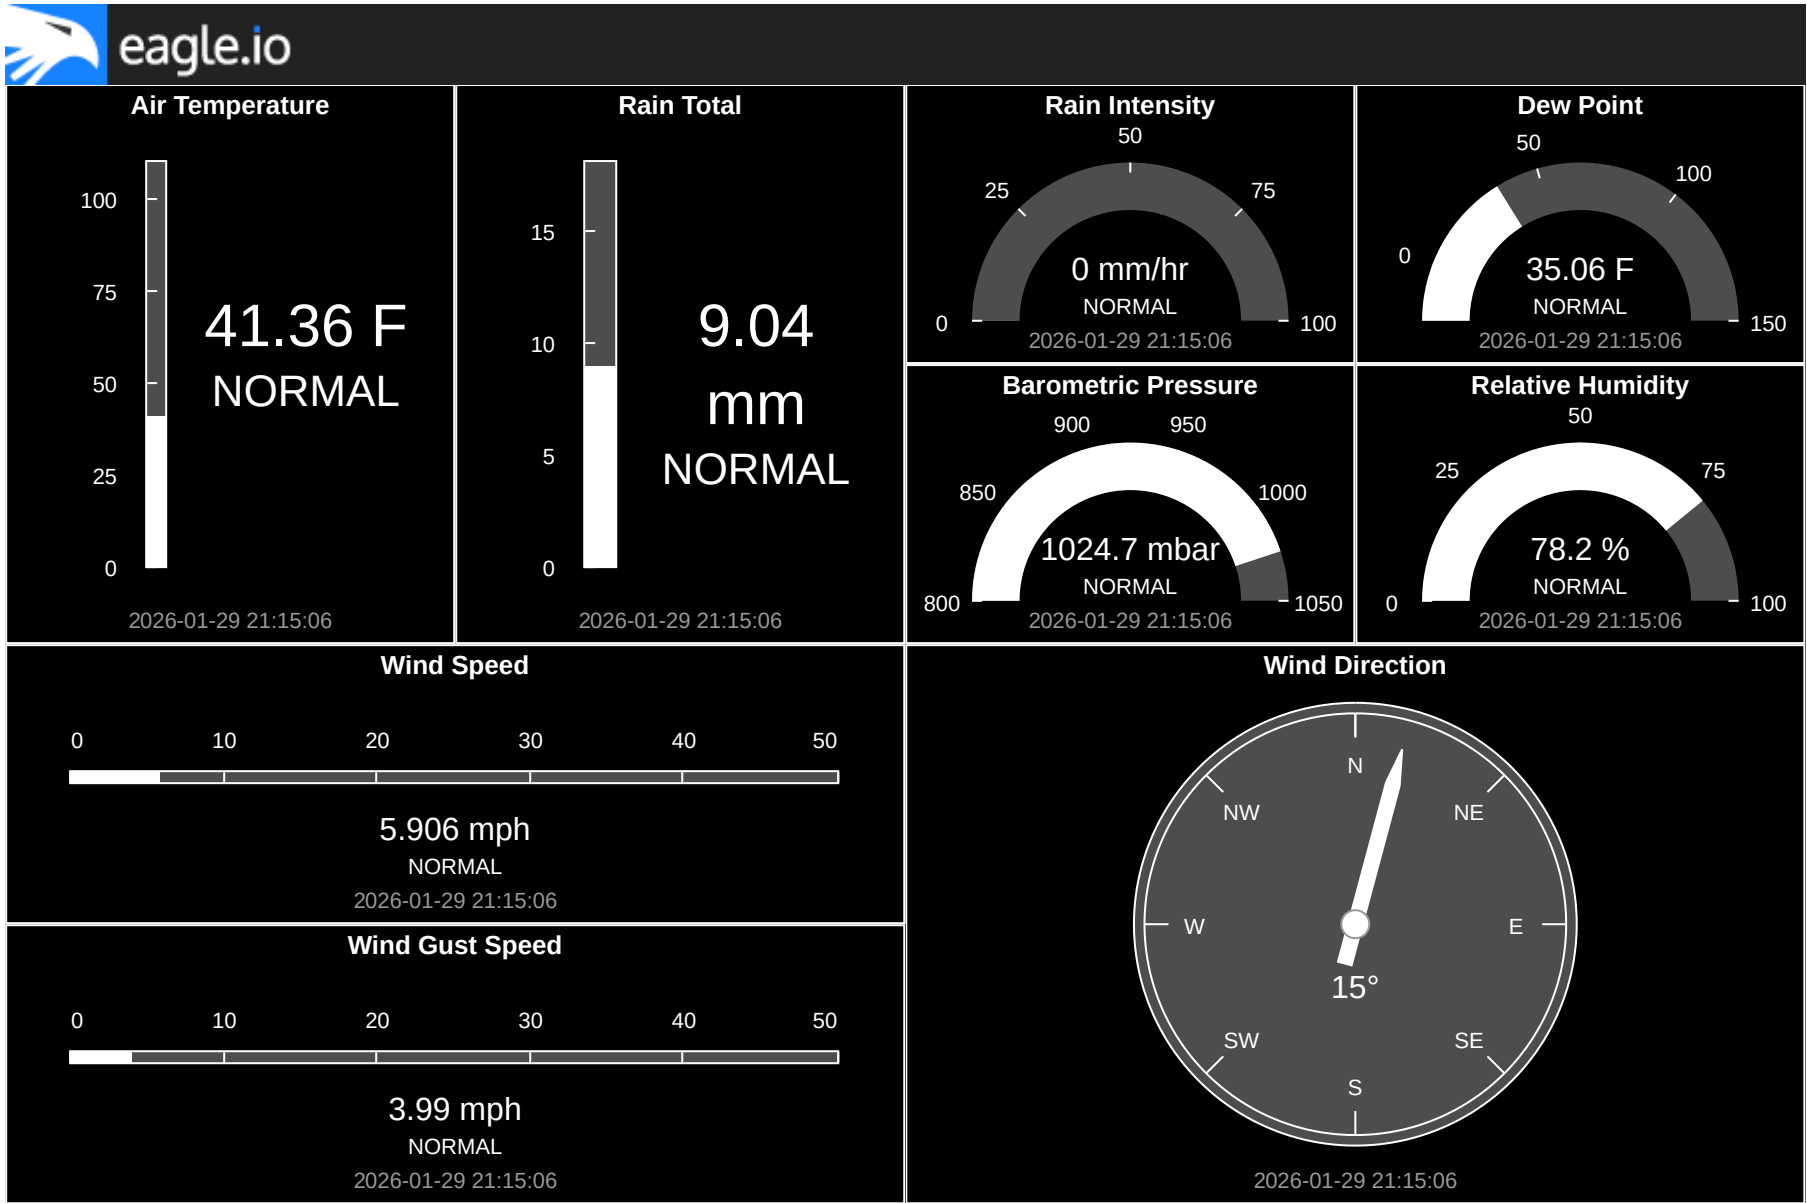 eagle.io
Air Temperature
100
75
50
25
0
41.36 F
NORMAL
2026-01-29 21:15:06
Rain Total
15
10
5
0
9.04
mm
NORMAL
2026-01-29 21:15:06
Rain Intensity
0
25
50
75
100
0 mm/hr
NORMAL
2026-01-29 21:15:06
Dew Point
0
50
100
150
35.06 F
NORMAL
2026-01-29 21:15:06
Barometric Pressure
800
850
900
950
1000
1050
1024.7 mbar
NORMAL
2026-01-29 21:15:06
Relative Humidity
0
25
50
75
100
78.2 %
NORMAL
2026-01-29 21:15:06
Wind Speed
0 10 20 30 40 50
5.906 mph
NORMAL
2026-01-29 21:15:06
Wind Gust Speed
0 10 20 30 40 50
3.99 mph
NORMAL
2026-01-29 21:15:06
Wind Direction
N
NW NE
W E
15°
SW SE
S
2026-01-29 21:15:06